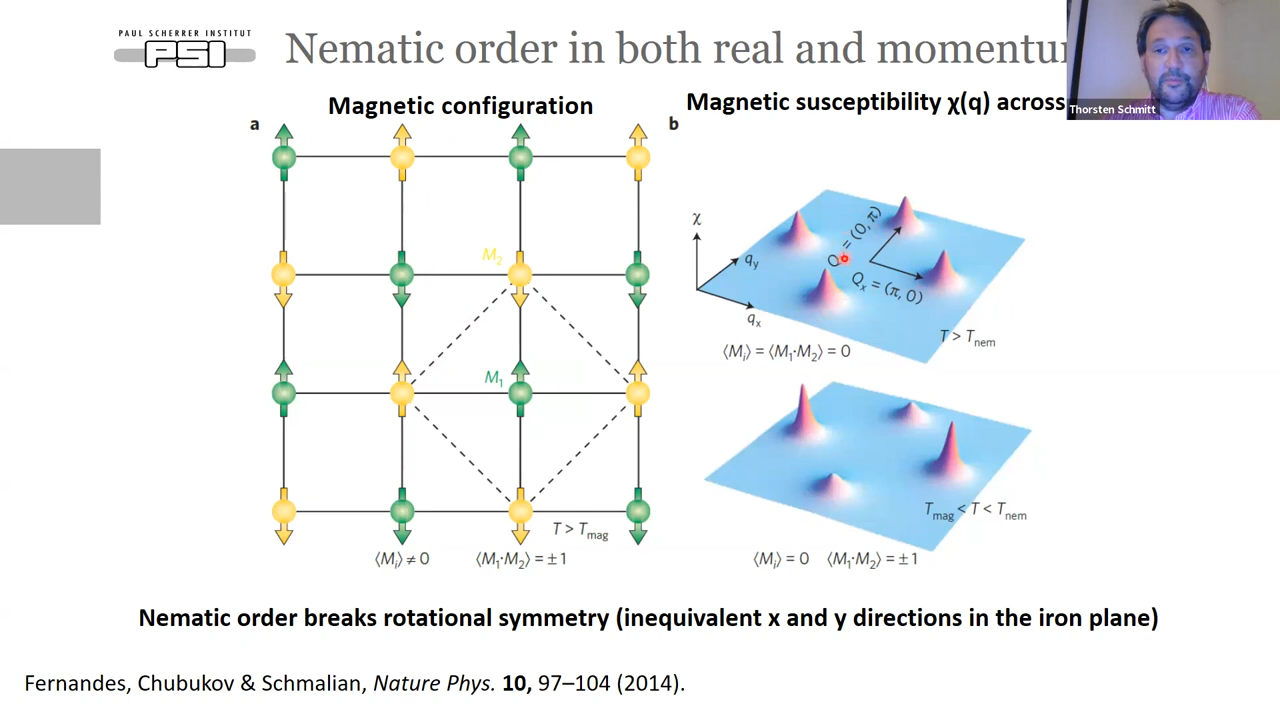 PAUL SCHERRER INSTITUT
PSI
Nematic order in both real and momentu
Thorsten Schmitt
Magnetic configuration
Magnetic susceptibility χ(q) across
a
b
M₂
M₁
T > Tmag
⟨Mᵢ⟩ ≠ 0 ⟨M₁·M₂⟩ = ±1
χ
qy
qx
Qy = (0, π)
Qx = (π, 0)
T > Tnem
⟨Mᵢ⟩ = ⟨M₁·M₂⟩ = 0
Tmag < T < Tnem
⟨Mᵢ⟩ = 0 ⟨M₁·M₂⟩ = ±1
Nematic order breaks rotational symmetry (inequivalent x and y directions in the iron plane)
Fernandes, Chubukov & Schmalian, Nature Phys. 10, 97–104 (2014).